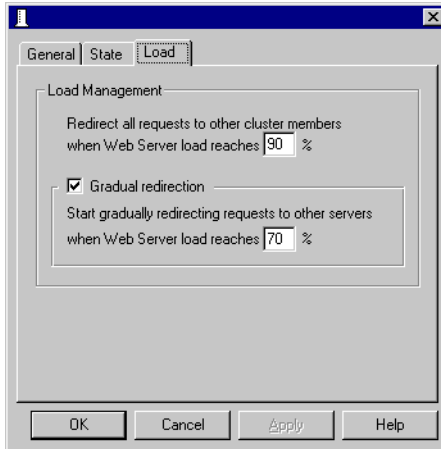 General State Load
Load Management
Redirect all requests to other cluster members
when Web Server load reaches 90 %
Gradual redirection
Start gradually redirecting requests to other servers
when Web Server load reaches 70 %
OK Cancel Apply Help